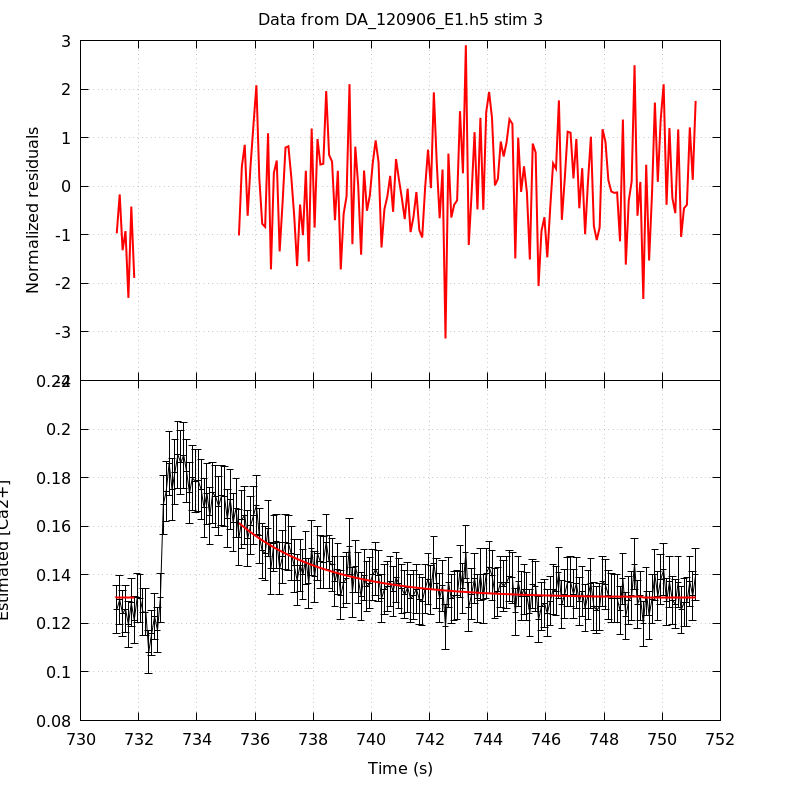 Data from DA_120906_E1.h5 stim 3
Normalized residuals
3
2
1
0
-1
-2
-3
Estimated [Ca2+]
0.2
0.18
0.16
0.14
0.12
0.1
0.08
730 732 734 736 738 740 742 744 746 748 750 752
Time (s)